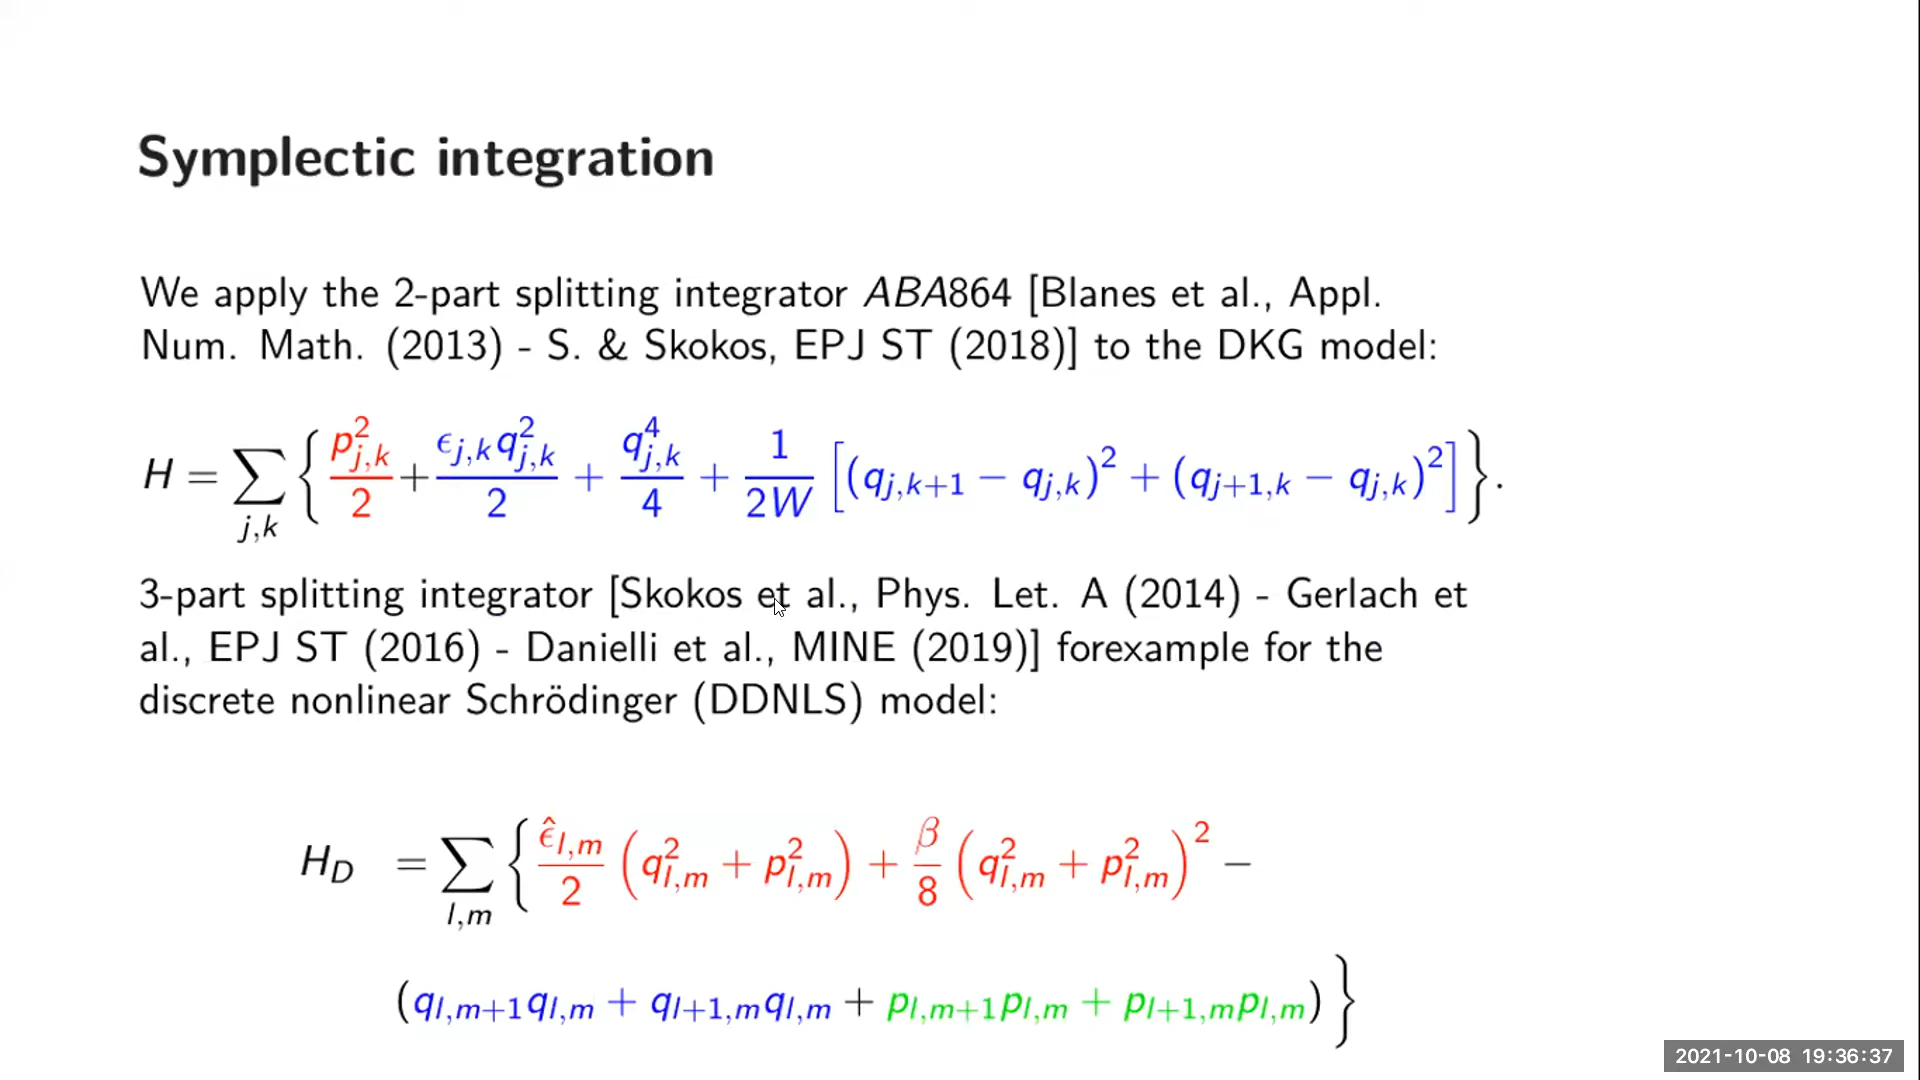 Symplectic integration
We apply the 2-part splitting integrator ABA864 [Blanes et al., Appl.
Num. Math. (2013) - S. & Skokos, EPJ ST (2018)] to the DKG model:
H = ∑_{j,k} { p²_{j,k}/2 + ϵ_{j,k}q²_{j,k}/2 + q⁴_{j,k}/4 + 1/2W [(q_{j,k+1} − q_{j,k})² + (q_{j+1,k} − q_{j,k})²] }.
3-part splitting integrator [Skokos et al., Phys. Let. A (2014) - Gerlach et
al., EPJ ST (2016) - Danielli et al., MINE (2019)] forexample for the
discrete nonlinear Schrödinger (DDNLS) model:
H_D = ∑_{l,m} { ϵ̂_{l,m}/2 (q²_{l,m} + p²_{l,m}) + β/8 (q²_{l,m} + p²_{l,m})² −
(q_{l,m+1}q_{l,m} + q_{l+1,m}q_{l,m} + p_{l,m+1}p_{l,m} + p_{l+1,m}p_{l,m}) }
2021-10-08 19:36:37